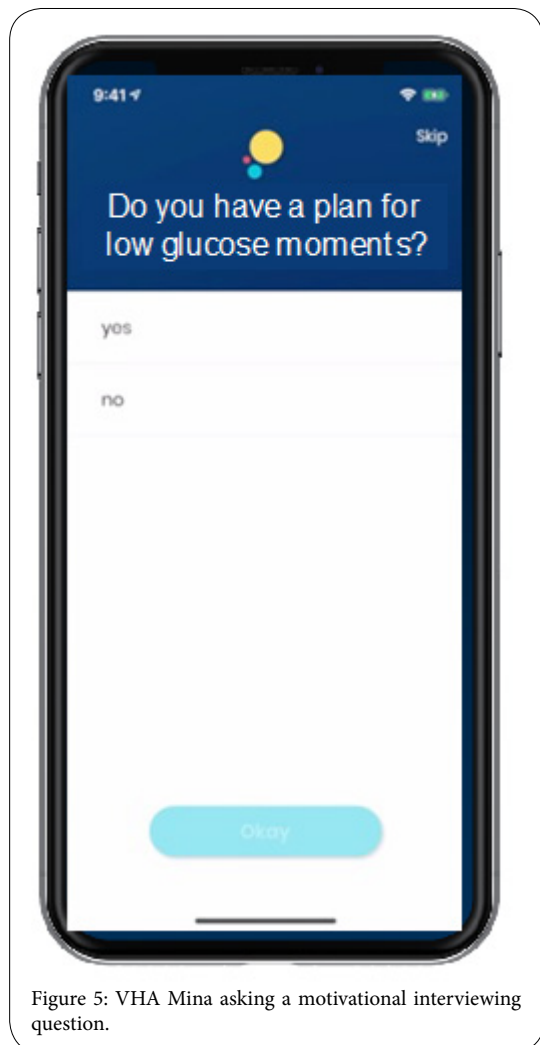 9:41
Skip
Do you have a plan for
low glucose moments?
yes
no
Okay
Figure 5: VHA Mina asking a motivational interviewing
question.